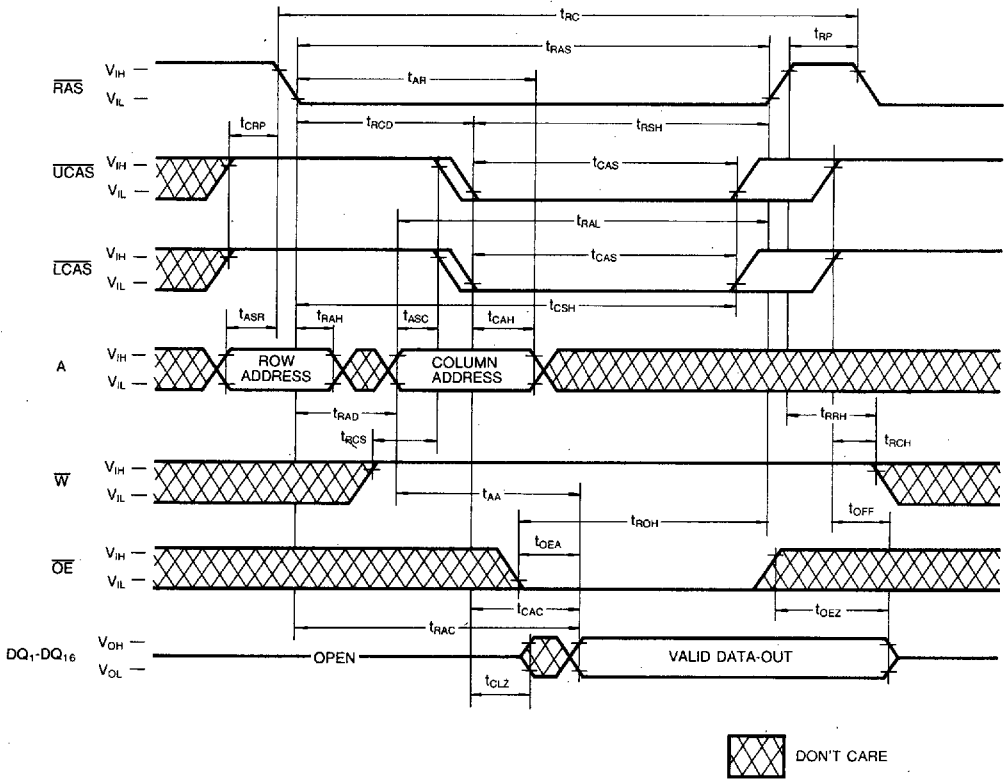 tRC
tRP
tRAS
tAR
RAS
VIH
VIL
tCRP
tRCD
tRSH
UCAS
VIH
VIL
tCAS
tRAL
LCAS
VIH
VIL
tCAS
tCSH
tASR
tRAH
tASC
tCAH
A
VIH
VIL
ROW ADDRESS
COLUMN ADDRESS
tRAD
tRRH
tRCS
tRCH
W
VIH
VIL
tAA
tROH
tOFF
tOEA
OE
VIH
VIL
tCAC
tOEZ
tRAC
DQ1-DQ16
VOH
VOL
OPEN
VALID DATA-OUT
tCLZ
DON'T CARE